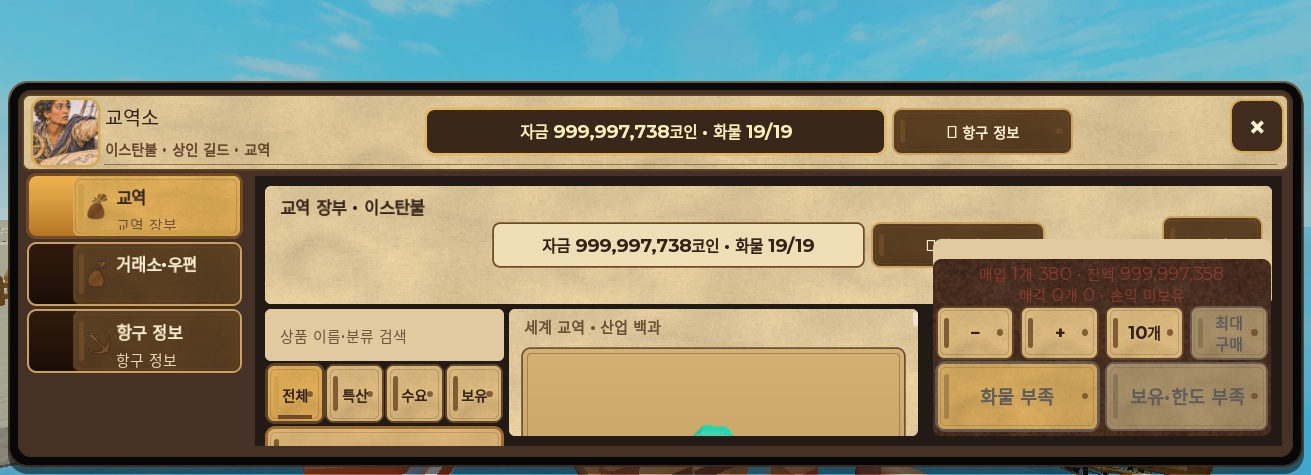 교역소
이스탄불 • 상인 길드 • 교역
자금 999,997,738코인 • 화물 19/19
항구 정보
×
교역
교역 장부
거래소•우편
항구 정보
항구 정보
교역 장부 • 이스탄불
자금 999,997,738코인 • 화물 19/19
상품 이름•분류 검색
전체
특산
수요
보유
세계 교역 • 산업 백과
매입 1개 380 · 잔액 999,997,358
매각 0개 0 · 손익 미보유
−
+
10개
최대
구매
화물 부족
보유•한도 부족